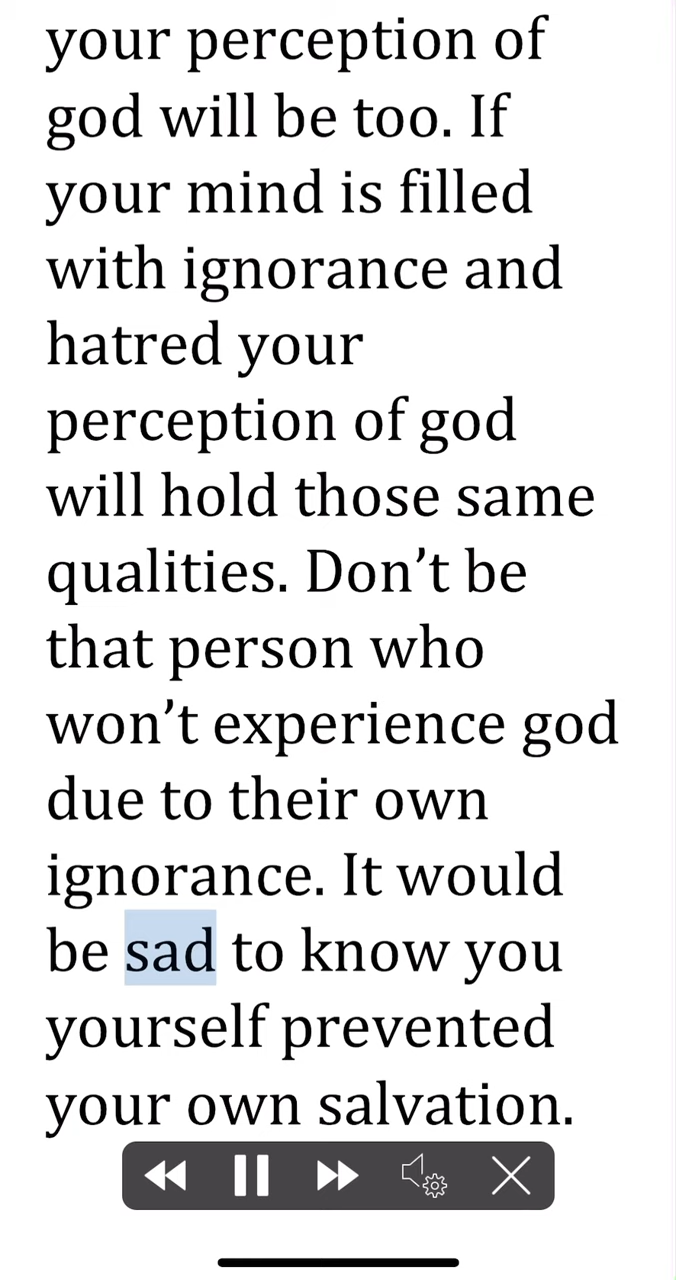 your perception of
god will be too. If
your mind is filled
with ignorance and
hatred your
perception of god
will hold those same
qualities. Don’t be
that person who
won’t experience god
due to their own
ignorance. It would
be sad to know you
yourself prevented
your own salvation.